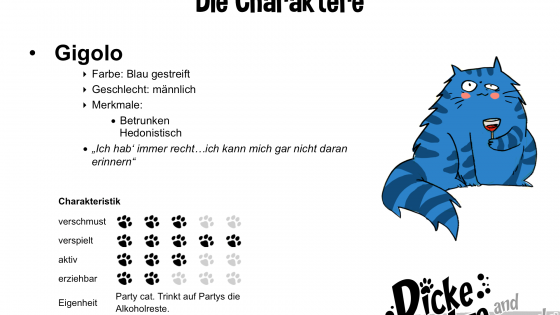 Die Charaktere
• Gigolo
Farbe: Blau gestreift
Geschlecht: männlich
Merkmale:
• Betrunken
Hedonistisch
• „Ich hab‘ immer recht…ich kann mich gar nicht daran
erinnern“
Charakteristik
verschmust
verspielt
aktiv
erziehbar
Eigenheit
Party cat. Trinkt auf Partys die
Alkoholreste.
Dicke
and